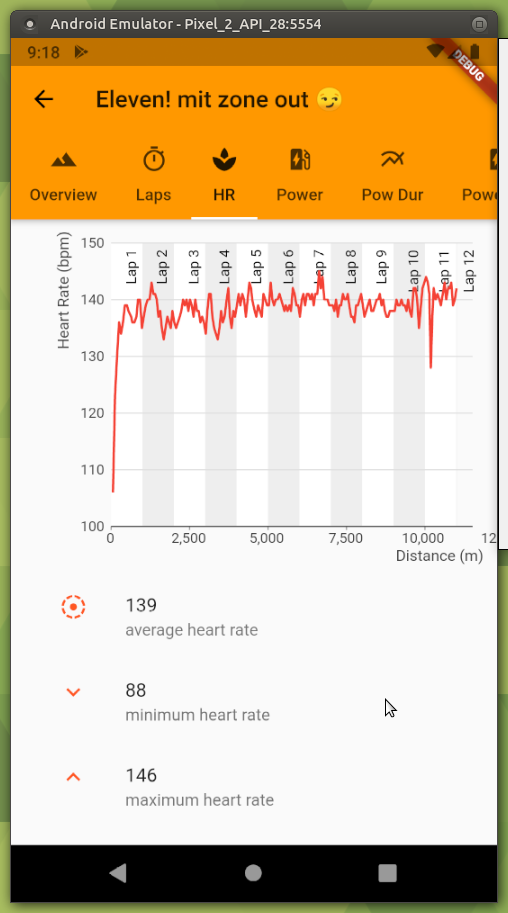 Android Emulator - Pixel_2_API_28:5554
9:18
DEBUG
Eleven! mit zone out 😏
Overview
Laps
HR
Power
Pow Dur
Powe
Heart Rate (bpm)
150
140
130
120
110
100
Lap 1
Lap 2
Lap 3
Lap 4
Lap 5
Lap 6
Lap 7
Lap 8
Lap 9
Lap 10
Lap 11
Lap 12
0
2,500
5,000
7,500
10,000
12
Distance (m)
139
average heart rate
88
minimum heart rate
146
maximum heart rate